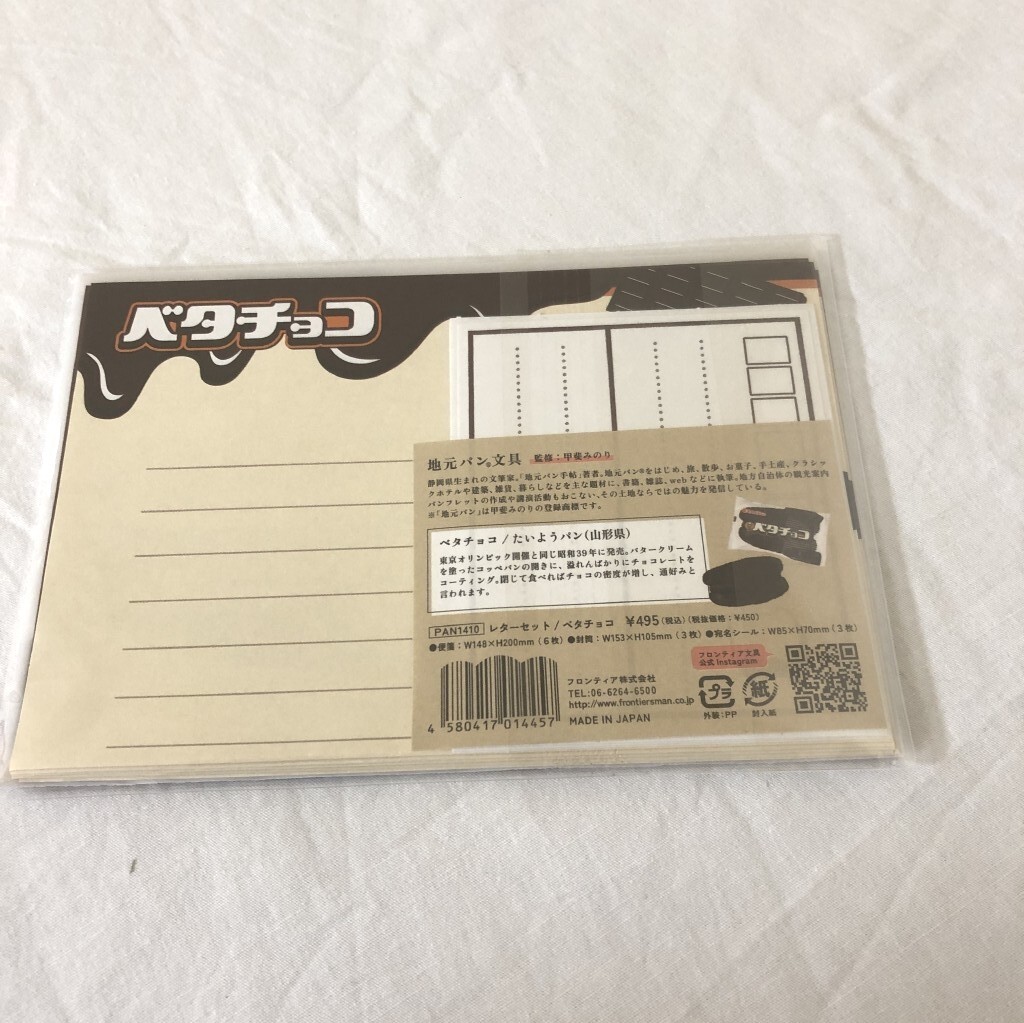 ベタチョコ
地元パン®文具 監修:甲斐みのり
静岡県生まれの文筆家。「地元パン手帖」著者。地元パン®をはじめ、旅、散歩、お菓子、手土産、クラシッ
クホテルや建築、雑貨、暮らしなどを主な題材に、書籍、雑誌、webなどに執筆。地方自治体の観光案内
パンフレットの作成や講演活動もおこない、その土地ならではの魅力を発信している。
※「地元パン」は甲斐みのりの登録商標です。
ベタチョコ
ベタチョコ / たいようパン(山形県)
東京オリンピック開催と同じ昭和39年に発売。バタークリーム
を塗ったコッペパンの開きに、溢れんばかりにチョコレートを
コーティング。閉じて食べればチョコの密度が増し、通好みと
言われます。
PAN1410 レターセット / ベタチョコ ¥495(税込)(税抜価格:¥450)
●便箋:W148×H200mm(6枚)●封筒:W153×H105mm(3枚)●宛名シール:W85×H70mm(3枚)
フロンティア文具
公式Instagram
フロンティア株式会社
TEL:06-6264-6500
http://www.frontiersman.co.jp
MADE IN JAPAN
4 580417 014457
プラ
外装:PP
紙
封入紙